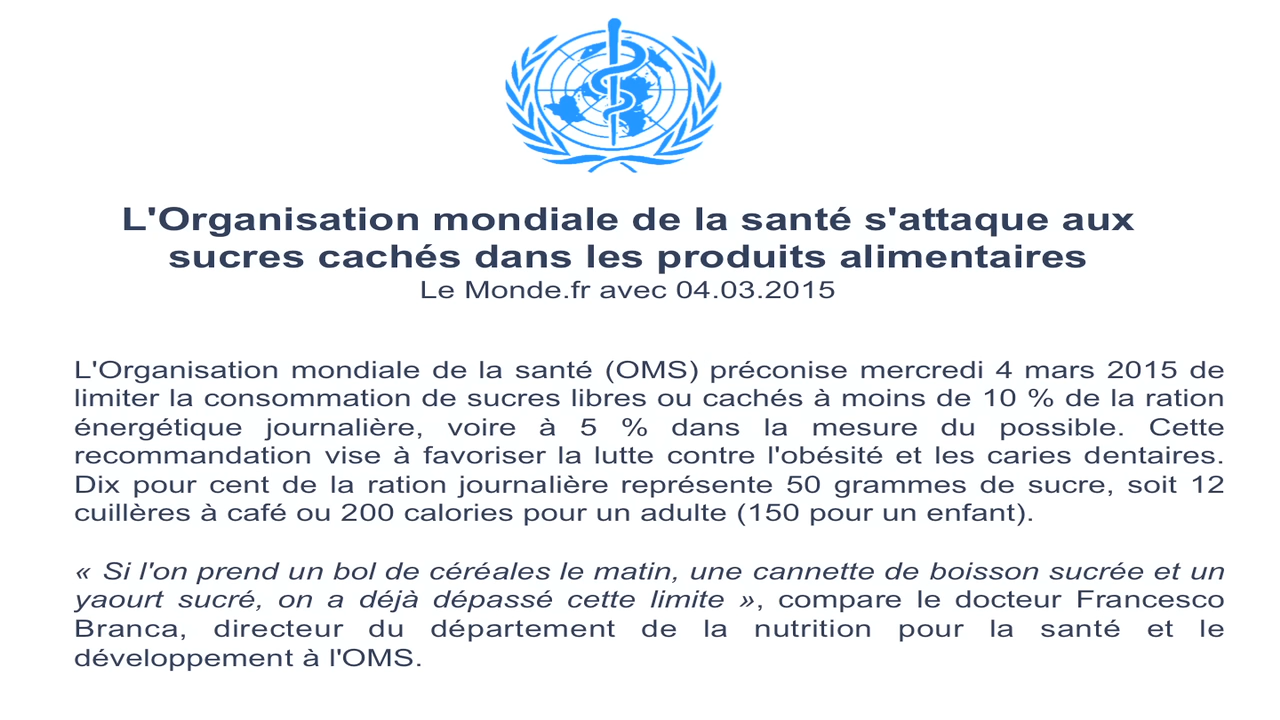 L'Organisation mondiale de la santé s'attaque aux
sucres cachés dans les produits alimentaires
Le Monde.fr avec 04.03.2015
L'Organisation mondiale de la santé (OMS) préconise mercredi 4 mars 2015 de
limiter la consommation de sucres libres ou cachés à moins de 10 % de la ration
énergétique journalière, voire à 5 % dans la mesure du possible. Cette
recommandation vise à favoriser la lutte contre l'obésité et les caries dentaires.
Dix pour cent de la ration journalière représente 50 grammes de sucre, soit 12
cuillères à café ou 200 calories pour un adulte (150 pour un enfant).
« Si l'on prend un bol de céréales le matin, une cannette de boisson sucrée et un
yaourt sucré, on a déjà dépassé cette limite », compare le docteur Francesco
Branca, directeur du département de la nutrition pour la santé et le
développement à l'OMS.